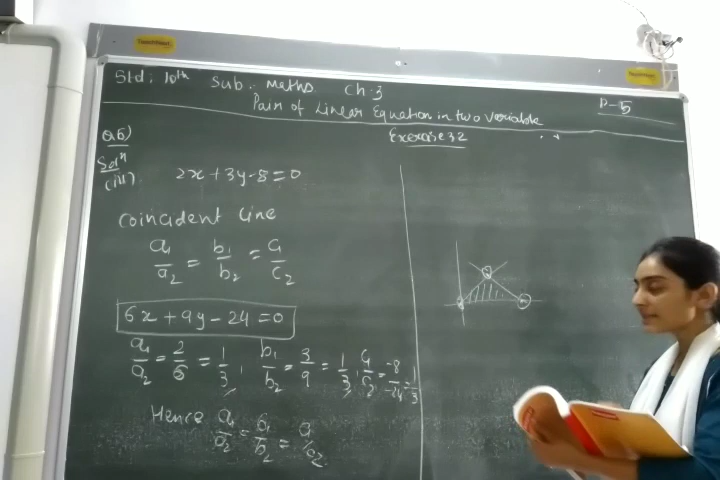 Std: 10th Sub: Maths Ch.3
P-5
Pair of Linear Equation in two variable
Exercise 3.2
Q.6)
Solⁿ
(iii) 2x+3y-8=0
Coincident Line
a₁/a₂ = b₁/b₂ = c₁/c₂
6x+9y-24=0
a₁/a₂ = 2/6 = 1/3, b₁/b₂ = 3/9 = 1/3, c₁/c₂ = -8/-24 = 1/3
Hence a₁/a₂ = b₁/b₂ = c₁/c₂